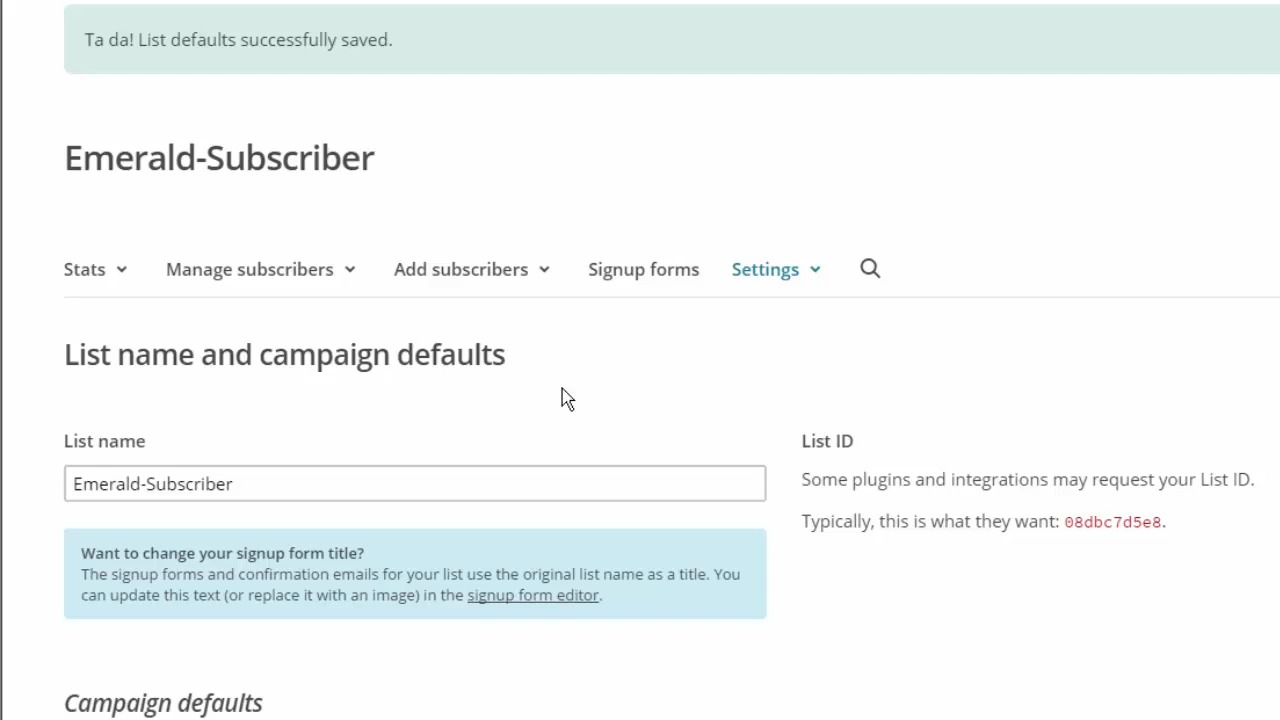 Ta da! List defaults successfully saved.
Emerald-Subscriber
Stats Manage subscribers Add subscribers Signup forms Settings
List name and campaign defaults
List name
Emerald-Subscriber
Want to change your signup form title?
The signup forms and confirmation emails for your list use the original list name as a title. You
can update this text (or replace it with an image) in the signup form editor.
List ID
Some plugins and integrations may request your List ID.
Typically, this is what they want: 08dbc7d5e8.
Campaign defaults